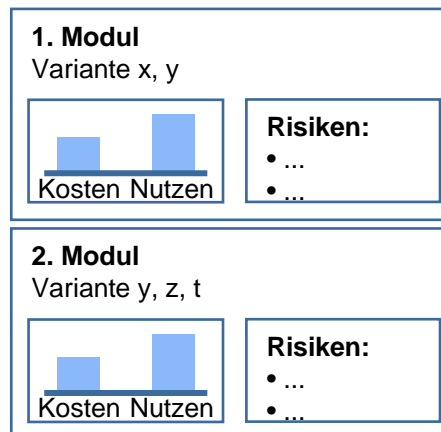 1. Modul
Variante x, y
Kosten Nutzen
Risiken:
• ...
• ...
2. Modul
Variante y, z, t
Kosten Nutzen
Risiken:
• ...
• ...